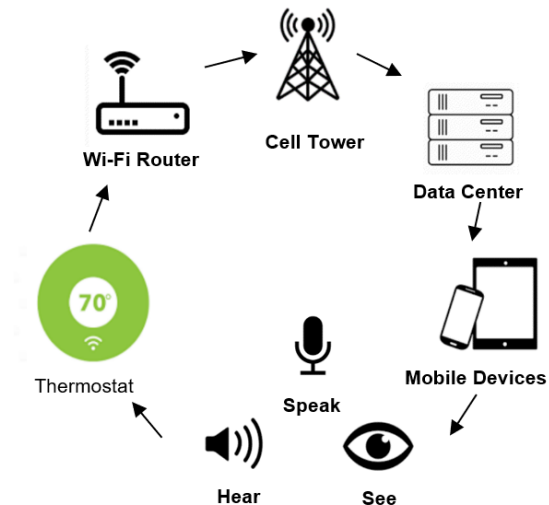 Cell Tower
Wi-Fi Router
Data Center
70°
Thermostat
Mobile Devices
Speak
Hear
See